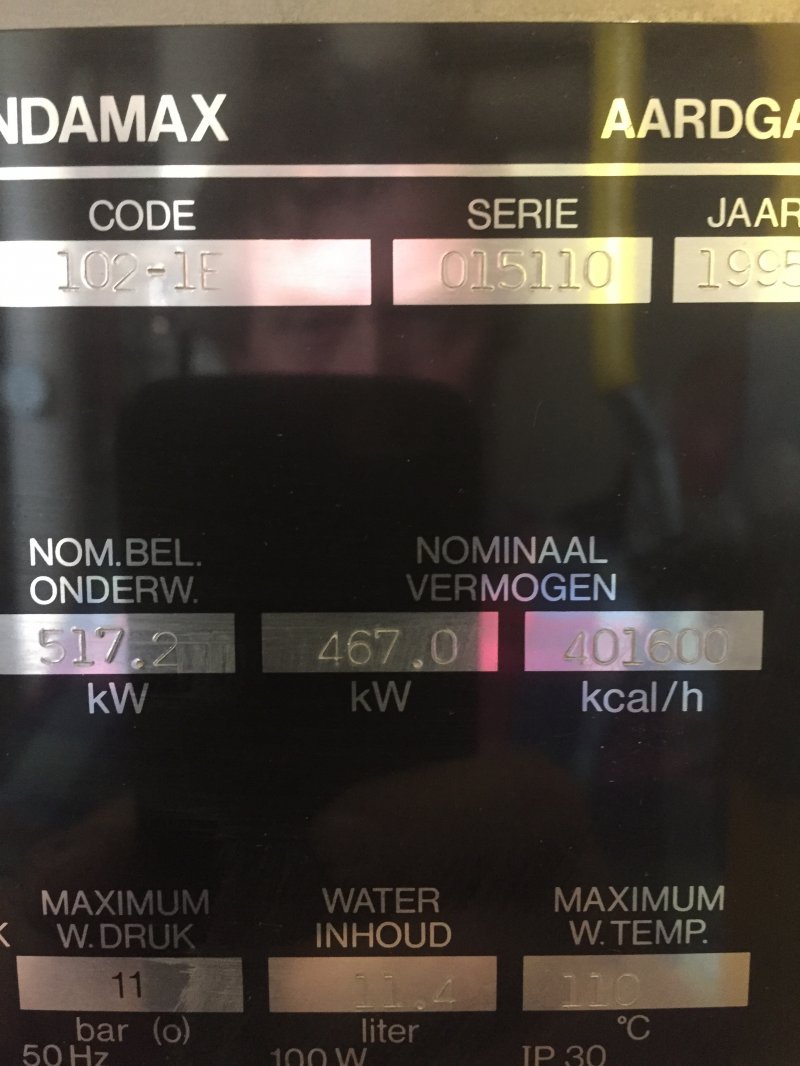 NDAMAX AARDGA
CODE SERIE JAAR
102-1E 015110 1995
NOM.BEL. NOMINAAL
ONDERW. VERMOGEN
517.2 467.0 401600
kW kW kcal/h
MAXIMUM WATER MAXIMUM
K W.DRUK INHOUD W.TEMP.
11 11.4 110
bar (o) liter °C
50 Hz 100 W IP 30